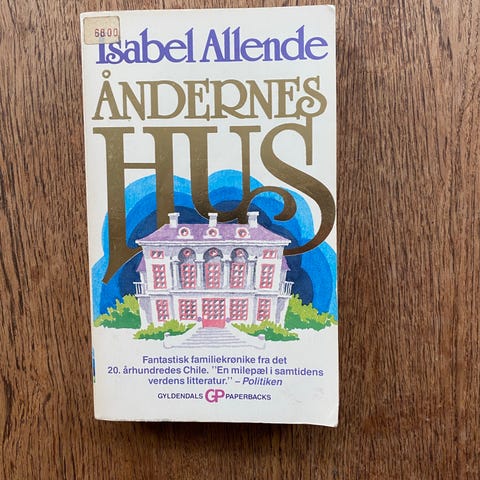 6800
Isabel Allende
ÅNDERNES
HUS
Fantastisk familiekrønike fra det
20. århundredes Chile. "En milepæl i samtidens
verdens litteratur." – Politiken
GYLDENDALS GP PAPERBACKS